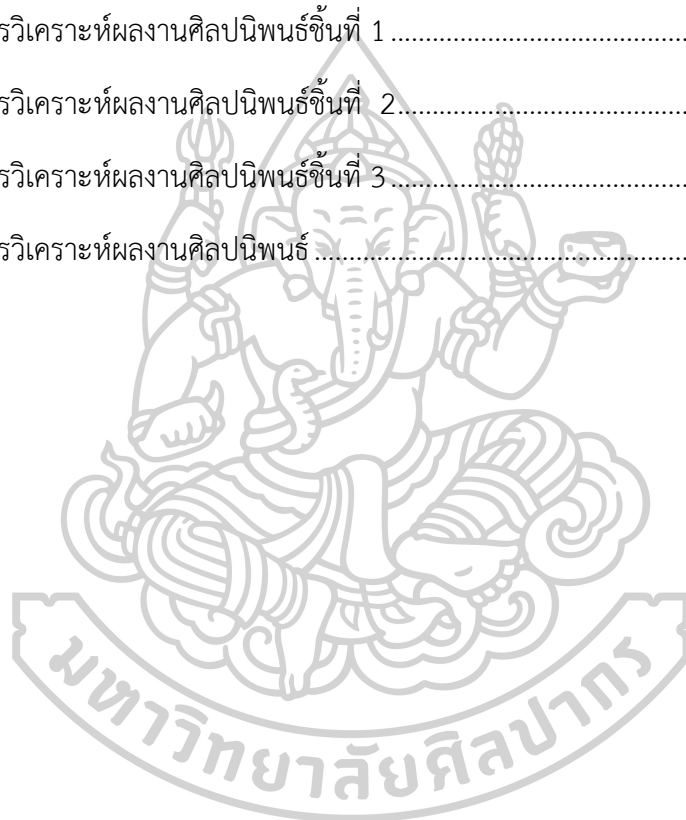 รวิเคราะห์ผลงานศิลปนิพนธ์ชิ้นที่ 1 ......................................................
รวิเคราะห์ผลงานศิลปนิพนธ์ชิ้นที่  2.....................................................
รวิเคราะห์ผลงานศิลปนิพนธ์ชิ้นที่ 3......................................................
รวิเคราะห์ผลงานศิลปนิพนธ์ ...................................................................
มหาวิทยาลัยศิลปากร